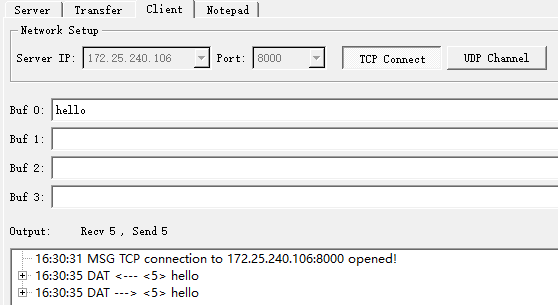 Server Transfer Client Notepad
Network Setup
Server IP: 172.25.240.106 Port: 8000 TCP Connect UDP Channel
Buf 0: hello
Buf 1:
Buf 2:
Buf 3:
Output: Recv 5 , Send 5
16:30:31 MSG TCP connection to 172.25.240.106:8000 opened!
16:30:35 DAT <--- <5> hello
16:30:35 DAT ---> <5> hello